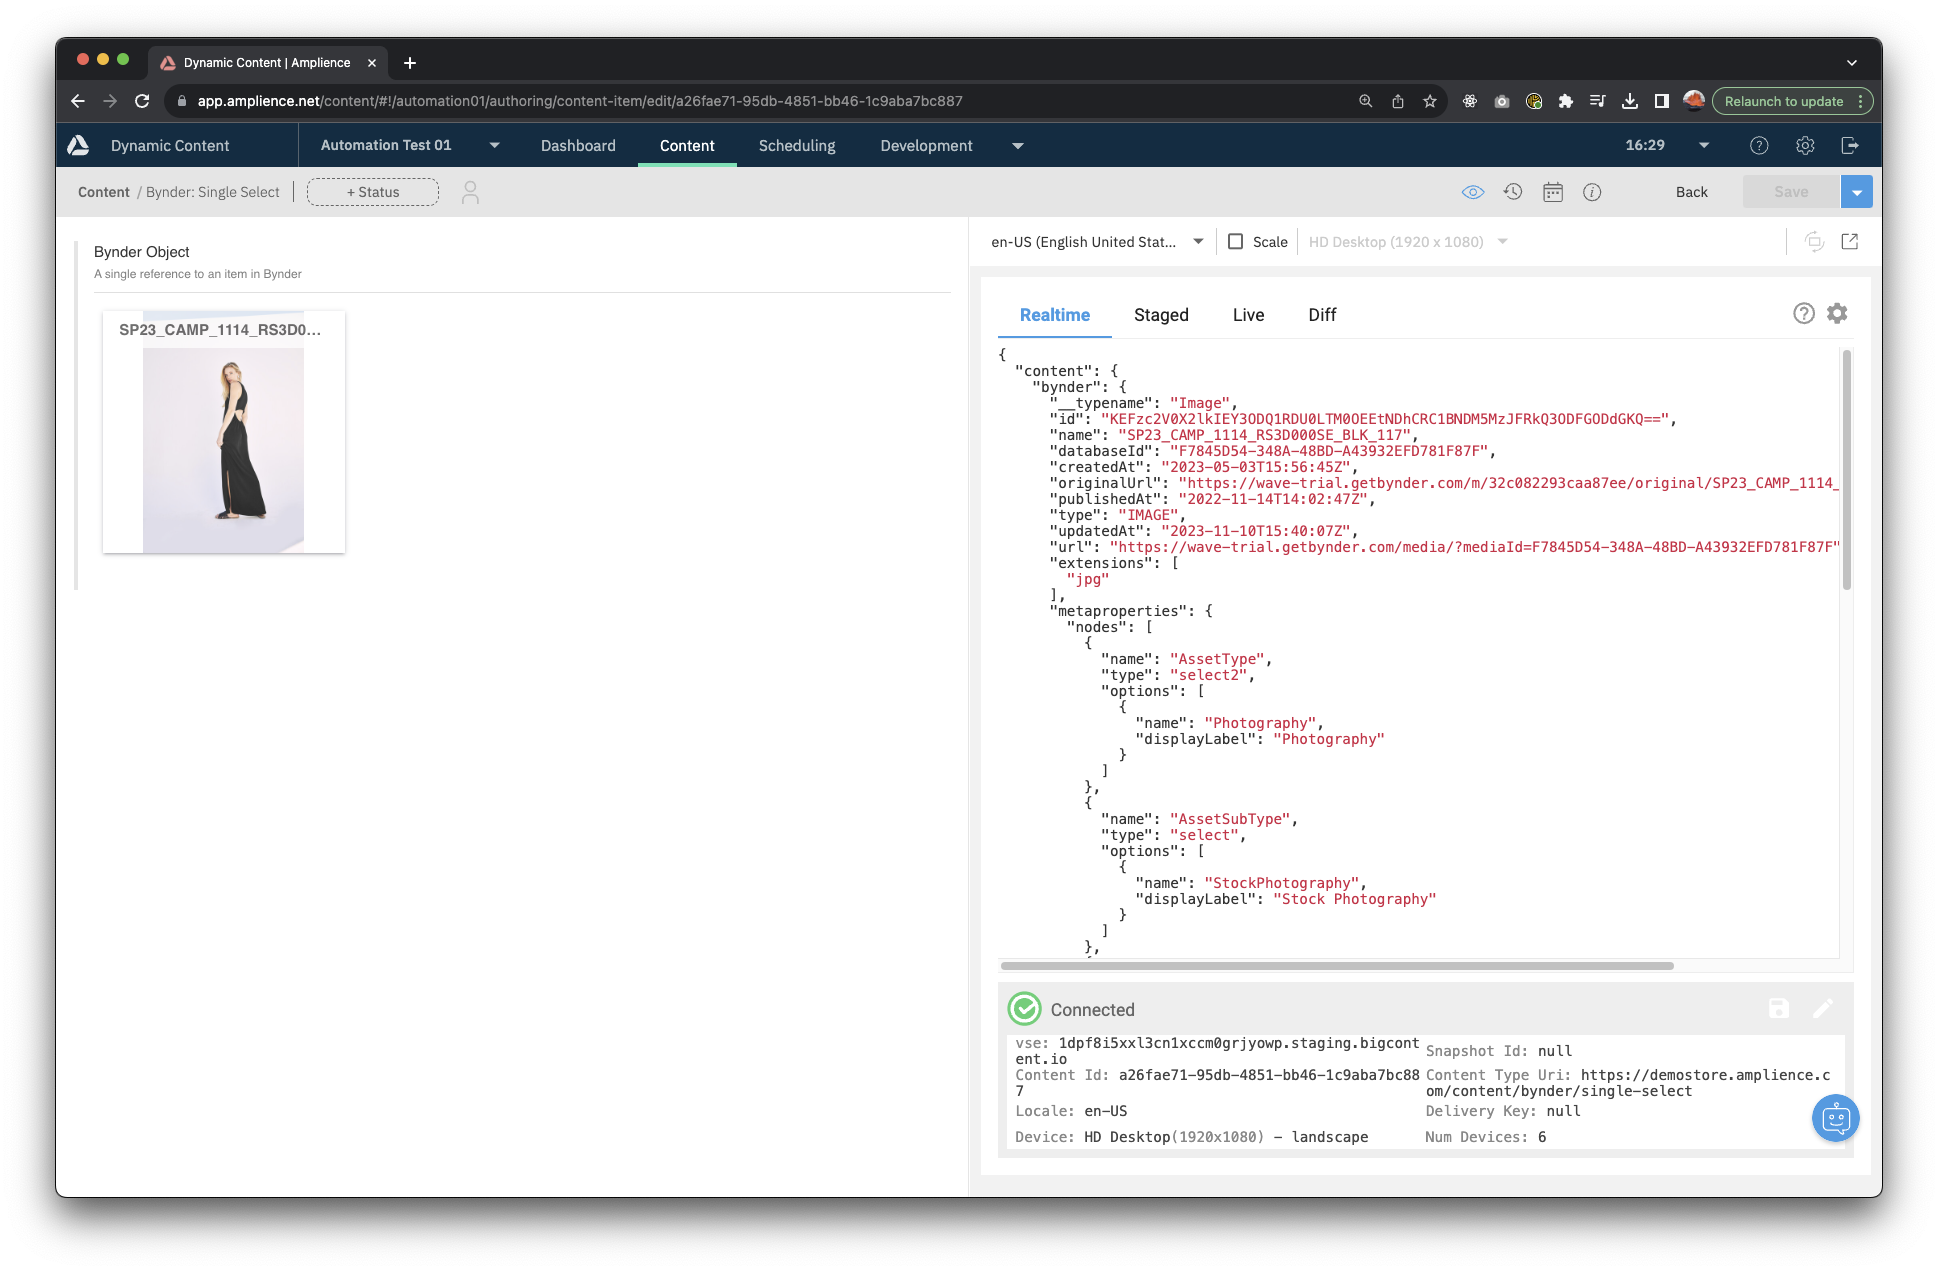 Dynamic Content | Amplience
app.amplience.net/content/#!/automation01/authoring/content-item/edit/a26fae71-95db-4851-bb46-1c9aba7bc887
Relaunch to update
Dynamic Content
Automation Test 01
Dashboard
Content
Scheduling
Development
16:29
Content / Bynder: Single Select
+ Status
Back
Save
Bynder Object
A single reference to an item in Bynder
SP23_CAMP_1114_RS3D0...
en-US (English United Stat...
Scale
HD Desktop (1920 x 1080)
Realtime
Staged
Live
Diff
{
"content": {
"bynder": {
"__typename": "Image",
"id": "KEFzc2V0X2lkIEY3ODQ1RDU0LTM0OEEtNDhCRC1BNDM5MzJFRkQ3ODFGODdGKQ==",
"name": "SP23_CAMP_1114_RS3D000SE_BLK_117",
"databaseId": "F7845D54-348A-48BD-A43932EFD781F87F",
"createdAt": "2023-05-03T15:56:45Z",
"originalUrl": "https://wave-trial.getbynder.com/m/32c082293caa87ee/original/SP23_CAMP_1114_
"publishedAt": "2022-11-14T14:02:47Z",
"type": "IMAGE",
"updatedAt": "2023-11-10T15:40:07Z",
"url": "https://wave-trial.getbynder.com/media/?mediaId=F7845D54-348A-48BD-A43932EFD781F87F"
"extensions": [
"jpg"
],
"metaproperties": {
"nodes": [
{
"name": "AssetType",
"type": "select2",
"options": [
{
"name": "Photography",
"displayLabel": "Photography"
}
]
},
{
"name": "AssetSubType",
"type": "select",
"options": [
{
"name": "StockPhotography",
"displayLabel": "Stock Photography"
}
]
},
Connected
vse: 1dpf8i5xxl3cn1xccm0grjyowp.staging.bigcont
ent.io
Snapshot Id: null
Content Id: a26fae71-95db-4851-bb46-1c9aba7bc88
7
Content Type Uri: https://demostore.amplience.c
om/content/bynder/single-select
Locale: en-US
Delivery Key: null
Device: HD Desktop(1920x1080) – landscape
Num Devices: 6